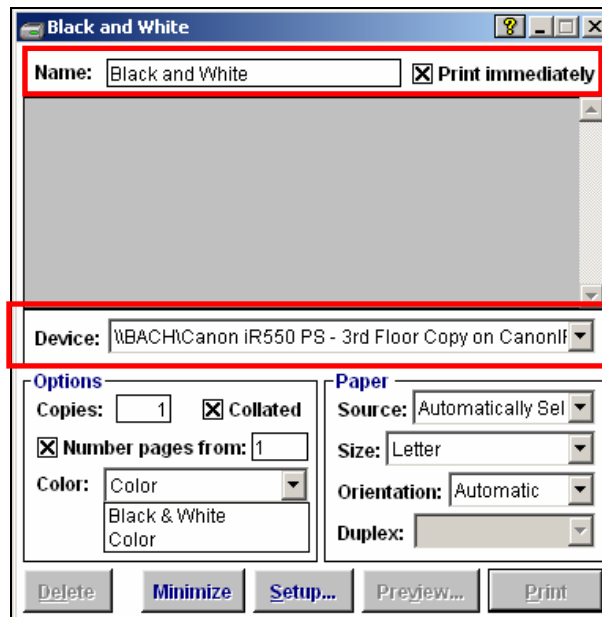 Black and White
Name: Black and White Print immediately
Device: \\BACH\Canon iR550 PS - 3rd Floor Copy on CanonIF
Options
Copies: 1 Collated
Number pages from: 1
Color: Color
Black & White
Color
Paper
Source: Automatically Sel
Size: Letter
Orientation: Automatic
Duplex:
Delete Minimize Setup... Preview... Print